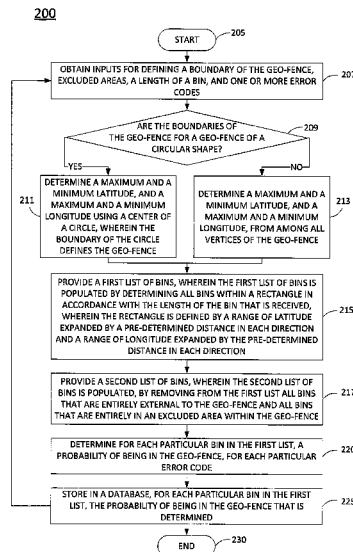 200
START
205
OBTAIN INPUTS FOR DEFINING A BOUNDARY OF THE GEO-FENCE,
EXCLUDED AREAS, A LENGTH OF A BIN, AND ONE OR MORE ERROR
CODES
207
ARE THE BOUNDARIES OF
THE GEO-FENCE FOR A GEO-FENCE OF A
CIRCULAR SHAPE?
209
YES
NO
DETERMINE A MAXIMUM AND A
MINIMUM LATITUDE, AND A
MAXIMUM AND A MINIMUM
LONGITUDE USING A CENTER OF
A CIRCLE, WHEREIN THE
BOUNDARY OF THE CIRCLE
DEFINES THE GEO-FENCE
211
DETERMINE A MAXIMUM AND A
MINIMUM LATITUDE, AND A
MAXIMUM AND A MINIMUM
LONGITUDE, FROM AMONG ALL
VERTICES OF THE GEO-FENCE
213
PROVIDE A FIRST LIST OF BINS, WHEREIN THE FIRST LIST OF BINS IS
POPULATED BY DETERMINING ALL BINS WITHIN A RECTANGLE IN
ACCORDANCE WITH THE LENGTH OF THE BIN THAT IS RECEIVED,
WHEREIN THE RECTANGLE IS DEFINED BY A RANGE OF LATITUDE
EXPANDED BY A PRE-DETERMINED DISTANCE IN EACH DIRECTION
AND A RANGE OF LONGITUDE EXPANDED BY THE PRE-DETERMINED
DISTANCE IN EACH DIRECTION
215
PROVIDE A SECOND LIST OF BINS, WHEREIN THE SECOND LIST OF
BINS IS POPULATED, BY REMOVING FROM THE FIRST LIST ALL BINS
THAT ARE ENTIRELY EXTERNAL TO THE GEO-FENCE AND ALL BINS
THAT ARE ENTIRELY IN AN EXCLUDED AREA WITHIN THE GEO-FENCE
217
DETERMINE FOR EACH PARTICULAR BIN IN THE FIRST LIST, A
PROBABILITY OF BEING IN THE GEO-FENCE, FOR EACH PARTICULAR
ERROR CODE
220
STORE IN A DATABASE, FOR EACH PARTICULAR BIN IN THE FIRST
LIST, THE PROBABILITY OF BEING IN THE GEO-FENCE THAT IS
DETERMINED
225
END
230